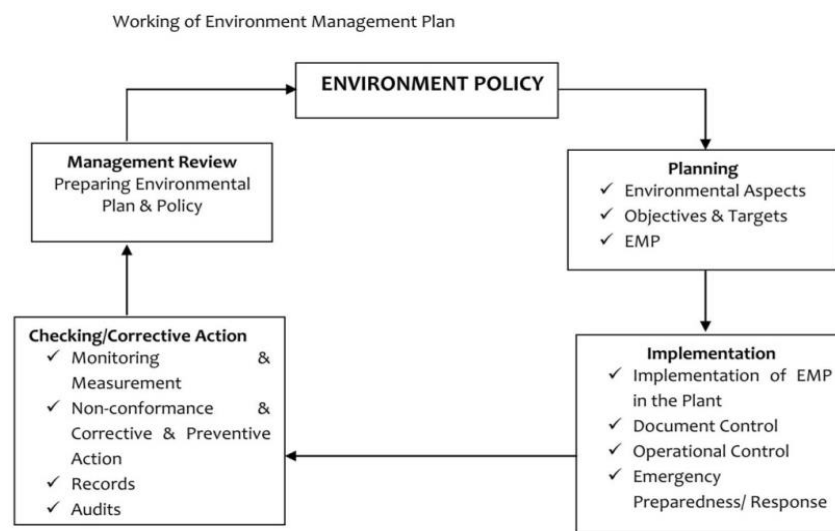 Working of Environment Management Plan
ENVIRONMENT POLICY
Management Review
Preparing Environmental
Plan & Policy
Planning
✓ Environmental Aspects
✓ Objectives & Targets
✓ EMP
Checking/Corrective Action
✓ Monitoring &
Measurement
✓ Non-conformance &
Corrective & Preventive
Action
✓ Records
✓ Audits
Implementation
✓ Implementation of EMP
in the Plant
✓ Document Control
✓ Operational Control
✓ Emergency
Preparedness/ Response